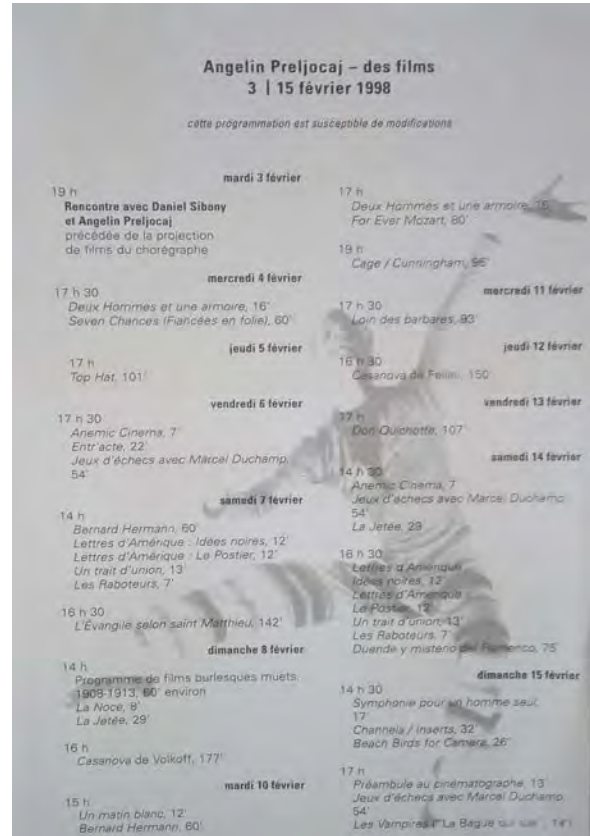 Angelin Preljocaj – des films
3 | 15 février 1998
cette programmation est susceptible de modifications
mardi 3 février
19 h
Rencontre avec Daniel Sibony
et Angelin Preljocaj
précédée de la projection
de films du chorégraphe
mercredi 4 février
17 h 30
Deux Hommes et une armoire, 16'
Seven Chances (Fiancées en folie), 60'
jeudi 5 février
17 h
Top Hat, 101'
vendredi 6 février
17 h 30
Anemic Cinema, 7'
Entr'acte, 22'
Jeux d'échecs avec Marcel Duchamp,
54'
samedi 7 février
14 h
Bernard Hermann, 60'
Lettres d'Amérique : Idées noires, 12'
Lettres d'Amérique : Le Postier, 12'
Un trait d'union, 13'
Les Raboteurs, 7'
16 h 30
L'Évangile selon saint Matthieu, 142'
dimanche 8 février
14 h
Programme de films burlesques muets,
1908-1913, 60' environ
La Noce, 8'
La Jetée, 29'
16 h
Casanova de Volkoff, 177'
mardi 10 février
15 h
Un matin blanc, 12'
Bernard Hermann, 60'
17 h
Deux Hommes et une armoire,
For Ever Mozart, 80'
19 h
Cage / Cunningham, 95'
mercredi 11 février
17 h 30
Loin des barbares, 93'
jeudi 12 février
16 h 30
Casanova de Fellini, 150'
vendredi 13 février
17 h
Don Quichotte, 107'
samedi 14 février
14 h 30
Anemic Cinema, 7
Jeux d'échecs avec Marcel Duchamp,
54'
La Jetée, 29
16 h 30
Lettres d'Amérique
Idées noires, 12'
Lettres d'Amérique
Le Postier, 12'
Un trait d'union, 13'
Les Raboteurs, 7'
Duende y misterio del Flamenco, 75'
dimanche 15 février
14 h 30
Symphonie pour un homme seul,
17'
Channels / Inserts, 32'
Beach Birds for Camera, 26'
17 h
Préambule au cinématographe, 13'
Jeux d'échecs avec Marcel Duchamp,
54'
Les Vampires ("La Bague qui